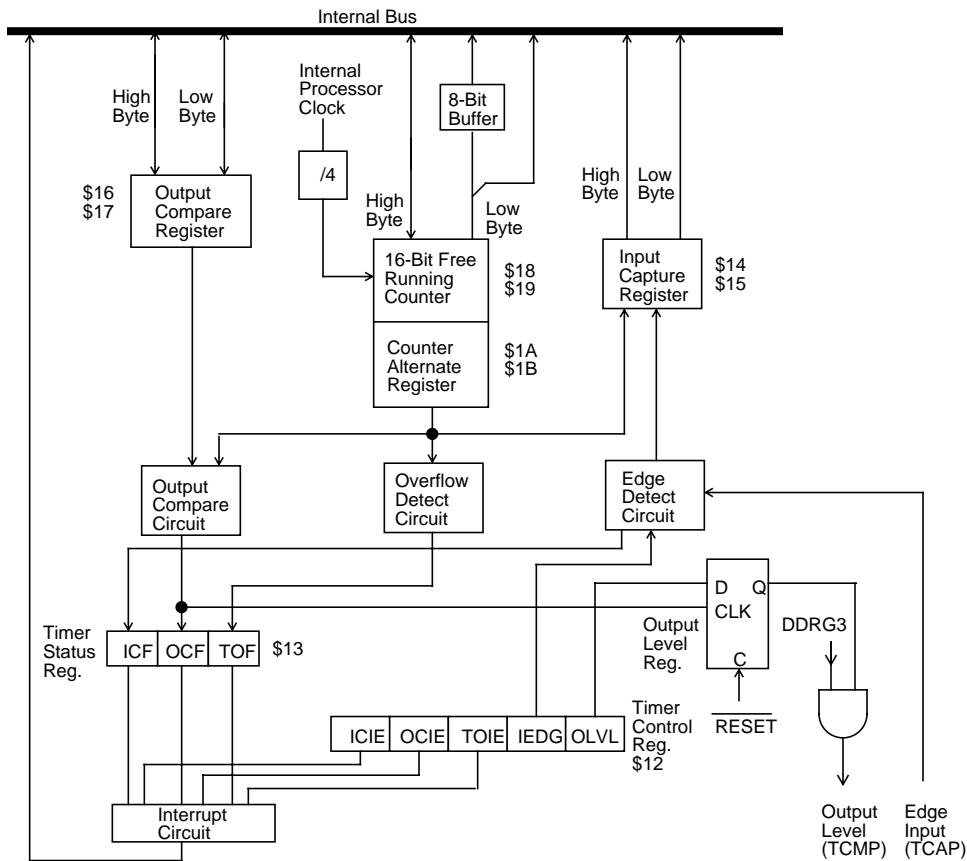 Internal Bus
High
Byte
Low
Byte
Internal
Processor
Clock
8-Bit
Buffer
/4
High
Byte
Low
Byte
High
Byte
Low
Byte
$16
$17
Output
Compare
Register
16-Bit Free
Running
Counter
$18
$19
Input
Capture
Register
$14
$15
Counter
Alternate
Register
$1A
$1B
Output
Compare
Circuit
Overflow
Detect
Circuit
Edge
Detect
Circuit
D Q
CLK
C
Output
Level
Reg.
DDRG3
RESET
Timer
Status
Reg.
ICF OCF TOF
$13
ICIE OCIE TOIE IEDG OLVL
Timer
Control
Reg.
$12
Interrupt
Circuit
Output
Level
(TCMP)
Edge
Input
(TCAP)